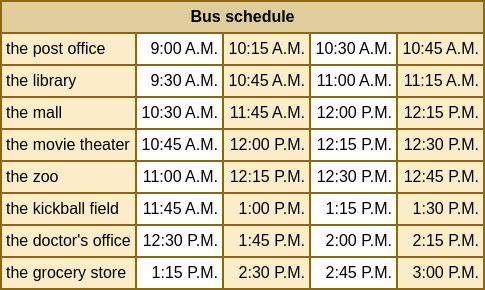 Bus schedule
the post office 9:00 A.M. 10:15 A.M. 10:30 A.M. 10:45 A.M.
the library 9:30 A.M. 10:45 A.M. 11:00 A.M. 11:15 A.M.
the mall 10:30 A.M. 11:45 A.M. 12:00 P.M. 12:15 P.M.
the movie theater 10:45 A.M. 12:00 P.M. 12:15 P.M. 12:30 P.M.
the zoo 11:00 A.M. 12:15 P.M. 12:30 P.M. 12:45 P.M.
the kickball field 11:45 A.M. 1:00 P.M. 1:15 P.M. 1:30 P.M.
the doctor's office 12:30 P.M. 1:45 P.M. 2:00 P.M. 2:15 P.M.
the grocery store 1:15 P.M. 2:30 P.M. 2:45 P.M. 3:00 P.M.